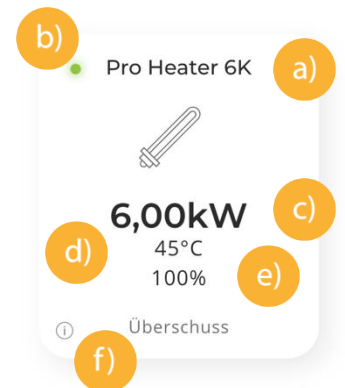 b)
Pro Heater 6K a)
6,00kW c)
d) 45°C
100% e)
ⓘ Überschuss
f)